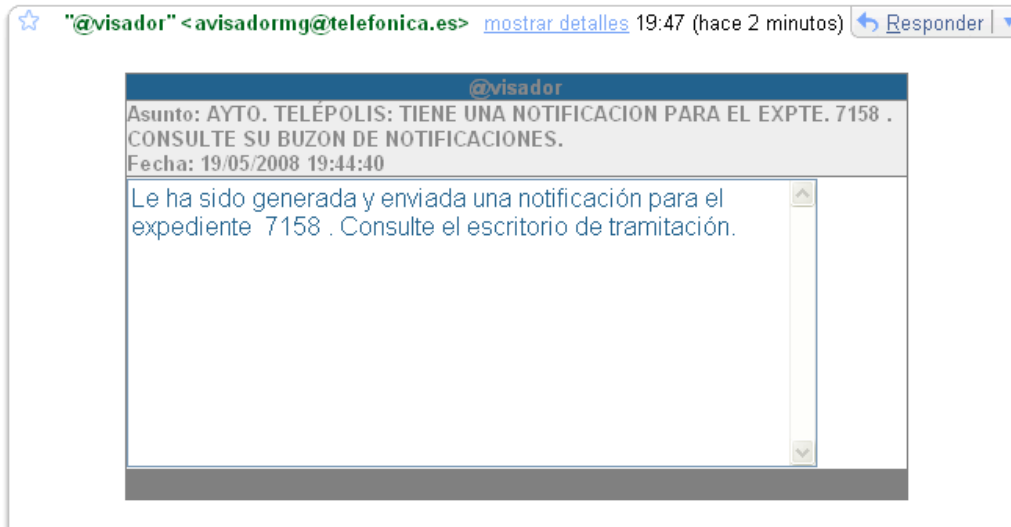 "@visador" <avisadormg@telefonica.es> mostrar detalles 19:47 (hace 2 minutos) Responder
@visador
Asunto: AYTO. TELÉPOLIS: TIENE UNA NOTIFICACION PARA EL EXPTE. 7158 .
CONSULTE SU BUZON DE NOTIFICACIONES.
Fecha: 19/05/2008 19:44:40
Le ha sido generada y enviada una notificación para el
expediente 7158 . Consulte el escritorio de tramitación.